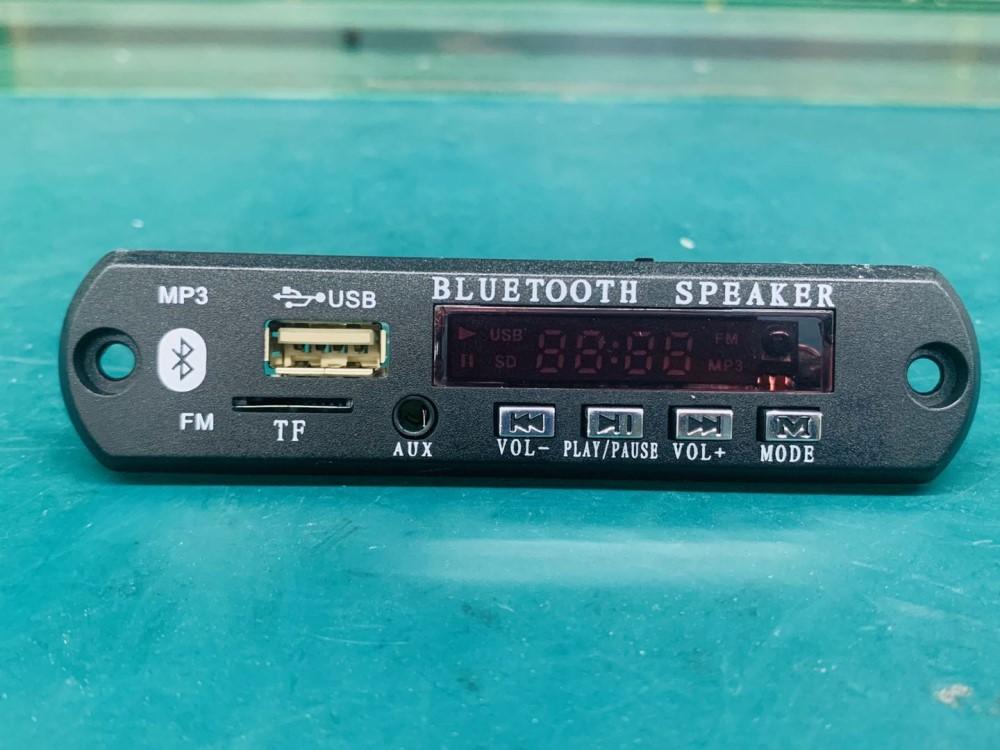 MP3
USB
BLUETOOTH SPEAKER
USB
FM
SD
88:88
MP3
FM
TF
AUX
VOL-
PLAY/PAUSE
VOL+
M
MODE